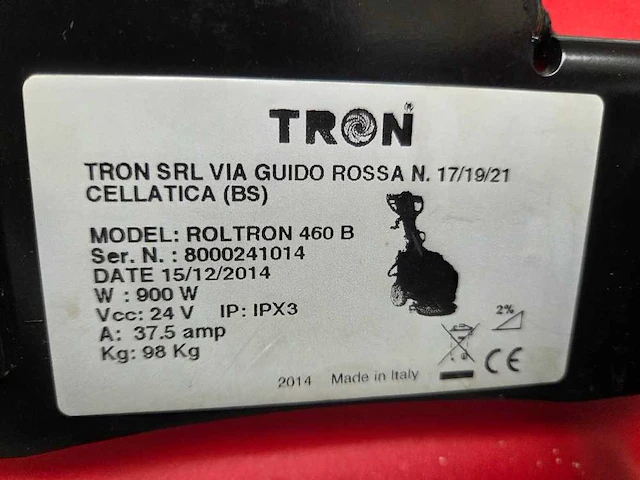 TRON
TRON SRL VIA GUIDO ROSSA N. 17/19/21
CELLATICA (BS)
MODEL: ROLTRON 460 B
Ser. N. : 8000241014
DATE 15/12/2014
W : 900 W
Vcc: 24 V IP: IPX3
A: 37.5 amp
Kg: 98 Kg
2%
CE
2014 Made in Italy